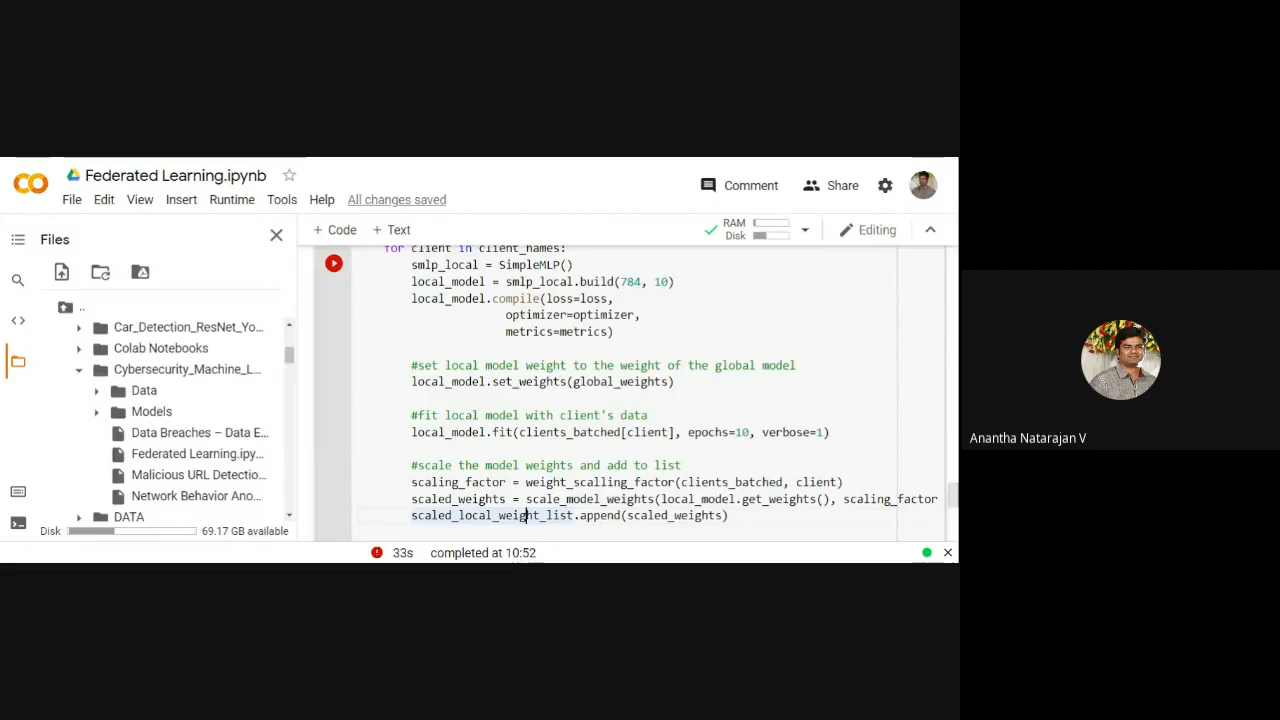 Federated Learning.ipynb
Comment
Share
File Edit View Insert Runtime Tools Help All changes saved
Files
+ Code + Text
RAM
Disk
Editing
..
Car_Detection_ResNet_Yo...
Colab Notebooks
Cybersecurity_Machine_L...
Data
Models
Data Breaches – Data E...
Federated Learning.ipy...
Malicious URL Detectio...
Network Behavior Ano...
DATA
Disk 69.17 GB available
for client in client_names:
smlp_local = SimpleMLP()
local_model = smlp_local.build(784, 10)
local_model.compile(loss=loss,
optimizer=optimizer,
metrics=metrics)
#set local model weight to the weight of the global model
local_model.set_weights(global_weights)
#fit local model with client's data
local_model.fit(clients_batched[client], epochs=10, verbose=1)
#scale the model weights and add to list
scaling_factor = weight_scalling_factor(clients_batched, client)
scaled_weights = scale_model_weights(local_model.get_weights(), scaling_factor
scaled_local_weight_list.append(scaled_weights)
33s completed at 10:52
Anantha Natarajan V